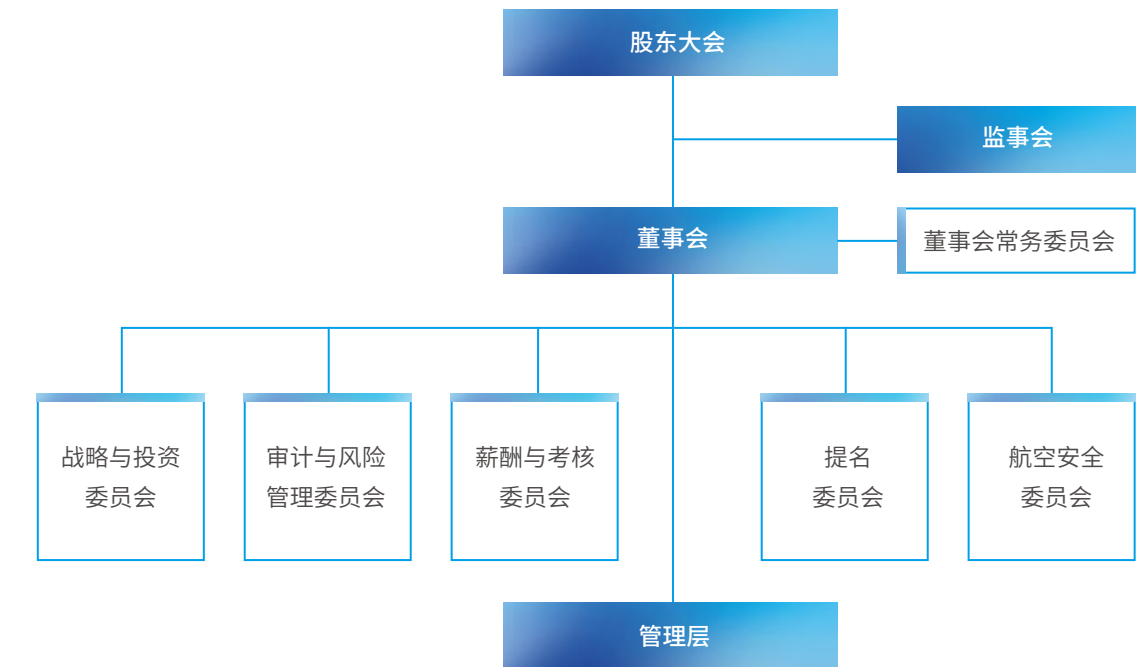 股东大会
监事会
董事会
董事会常务委员会
战略与投资
委员会
审计与风险
管理委员会
薪酬与考核
委员会
提名
委员会
航空安全
委员会
管理层